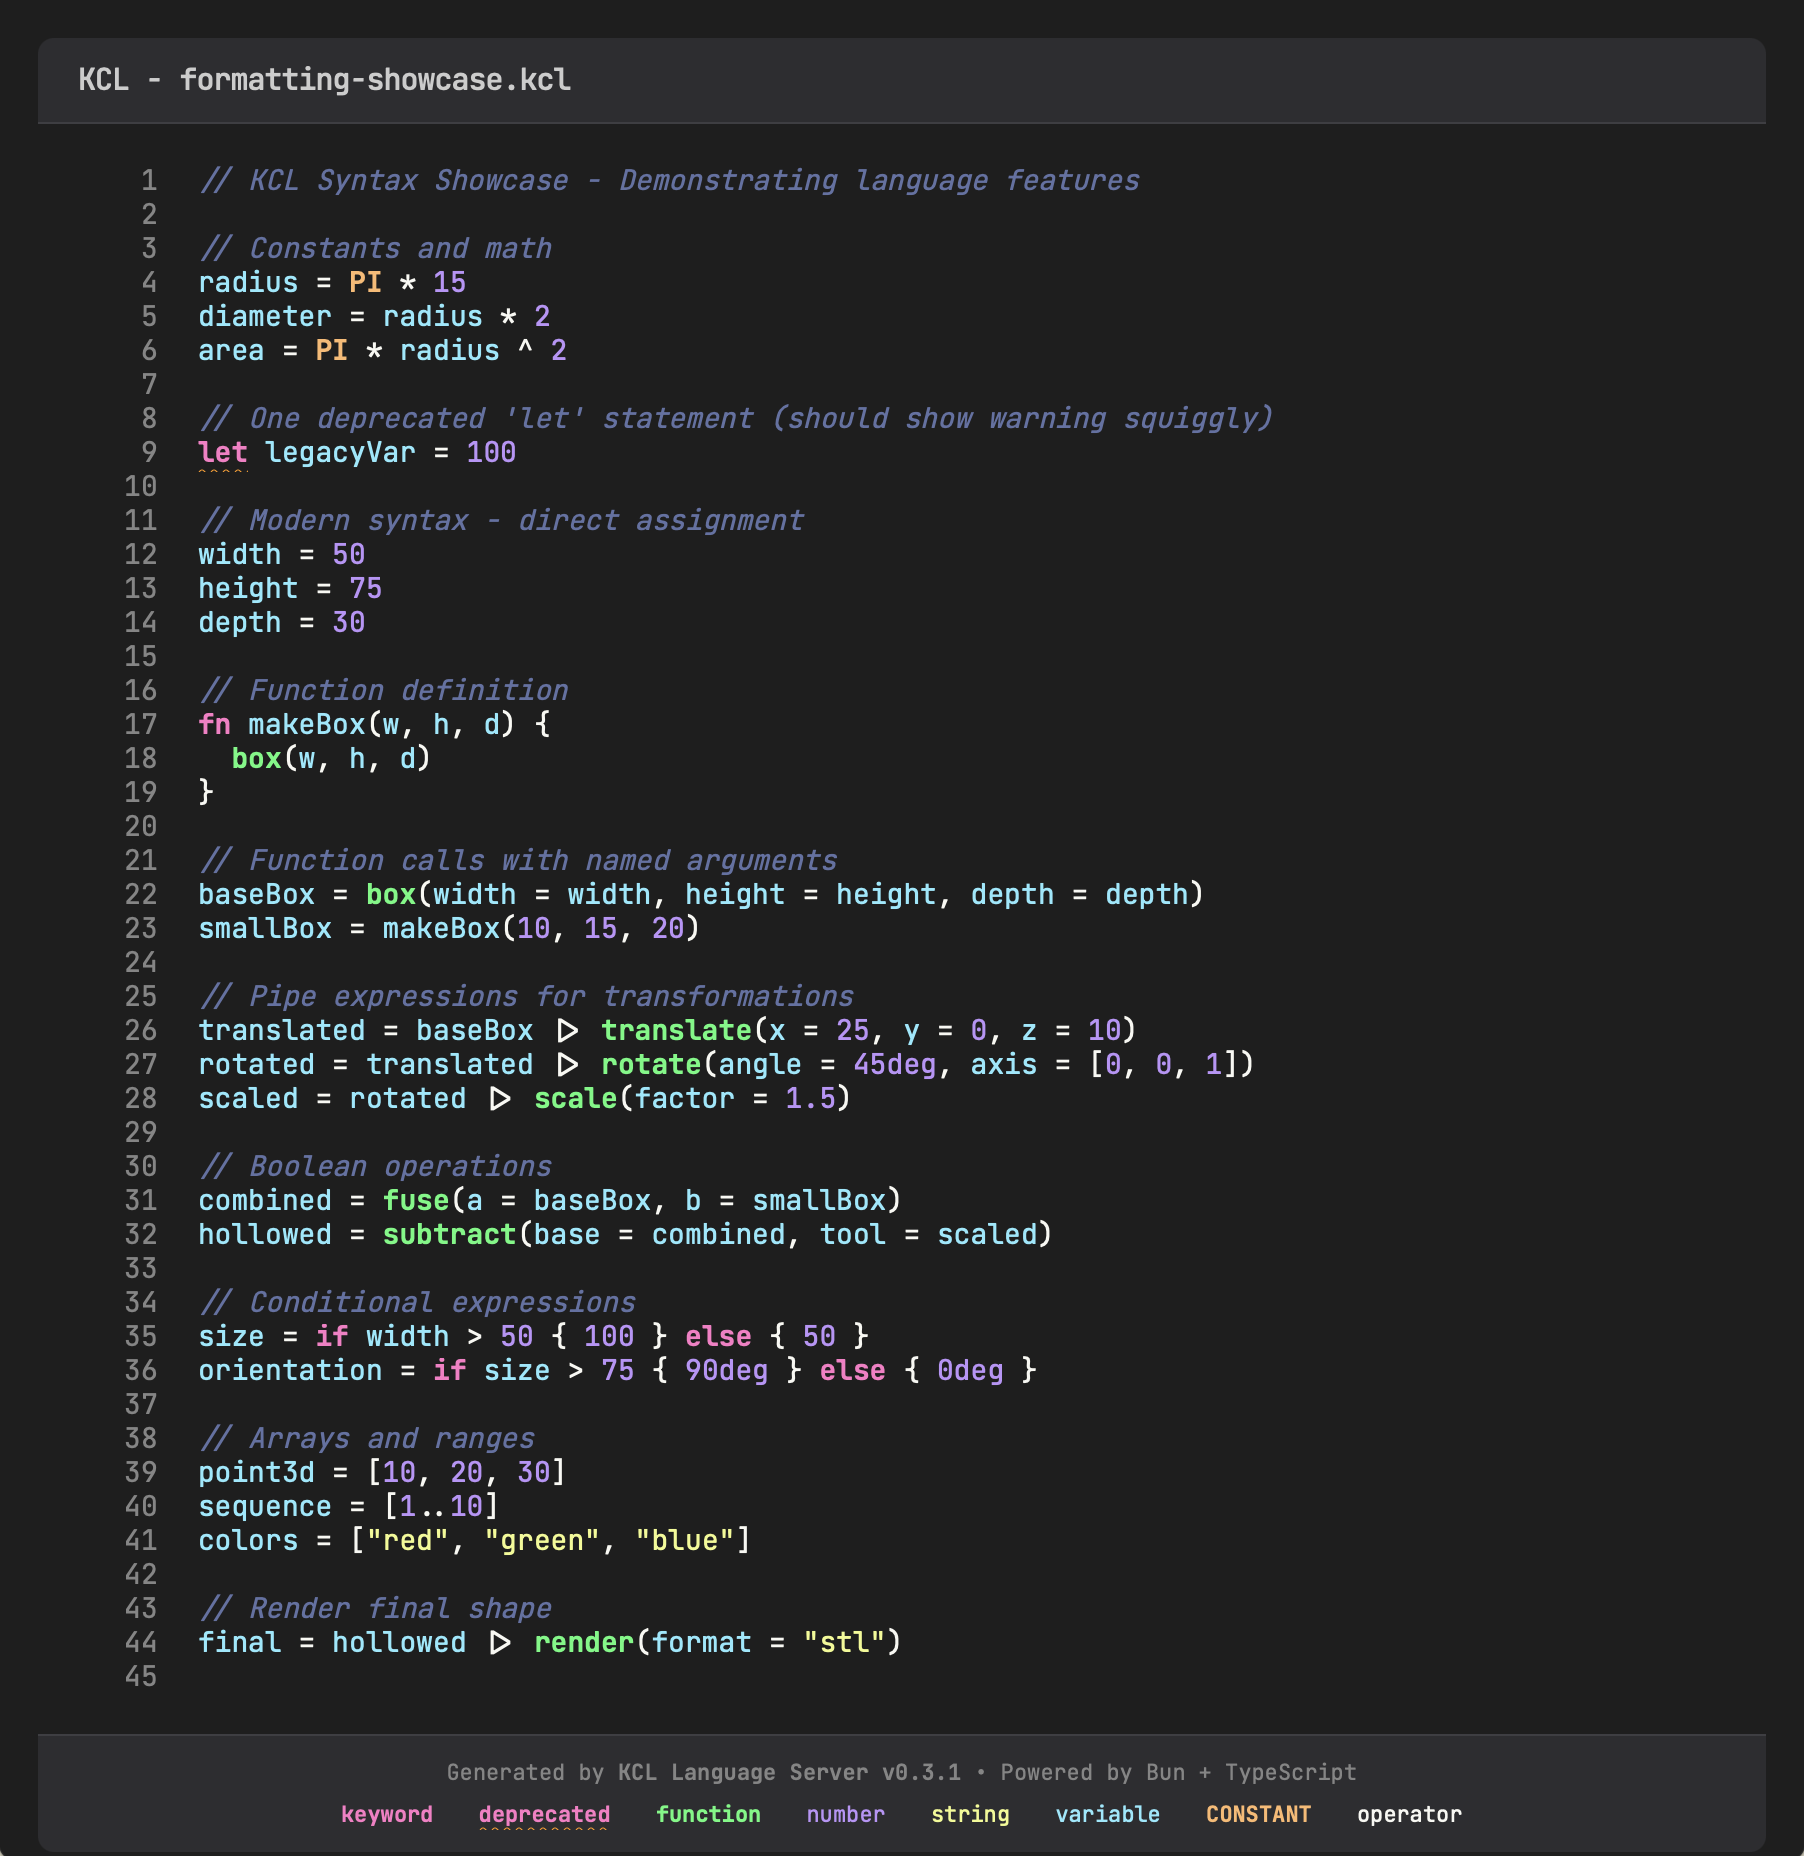 KCL - formatting-showcase.kcl
1 // KCL Syntax Showcase - Demonstrating language features
2
3 // Constants and math
4 radius = PI * 15
5 diameter = radius * 2
6 area = PI * radius ^ 2
7
8 // One deprecated 'let' statement (should show warning squiggly)
9 let legacyVar = 100
10
11 // Modern syntax - direct assignment
12 width = 50
13 height = 75
14 depth = 30
15
16 // Function definition
17 fn makeBox(w, h, d) {
18   box(w, h, d)
19 }
20
21 // Function calls with named arguments
22 baseBox = box(width = width, height = height, depth = depth)
23 smallBox = makeBox(10, 15, 20)
24
25 // Pipe expressions for transformations
26 translated = baseBox |> translate(x = 25, y = 0, z = 10)
27 rotated = translated |> rotate(angle = 45deg, axis = [0, 0, 1])
28 scaled = rotated |> scale(factor = 1.5)
29
30 // Boolean operations
31 combined = fuse(a = baseBox, b = smallBox)
32 hollowed = subtract(base = combined, tool = scaled)
33
34 // Conditional expressions
35 size = if width > 50 { 100 } else { 50 }
36 orientation = if size > 75 { 90deg } else { 0deg }
37
38 // Arrays and ranges
39 point3d = [10, 20, 30]
40 sequence = [1..10]
41 colors = ["red", "green", "blue"]
42
43 // Render final shape
44 final = hollowed |> render(format = "stl")
45
Generated by KCL Language Server v0.3.1 • Powered by Bun + TypeScript
keyword deprecated function number string variable CONSTANT operator